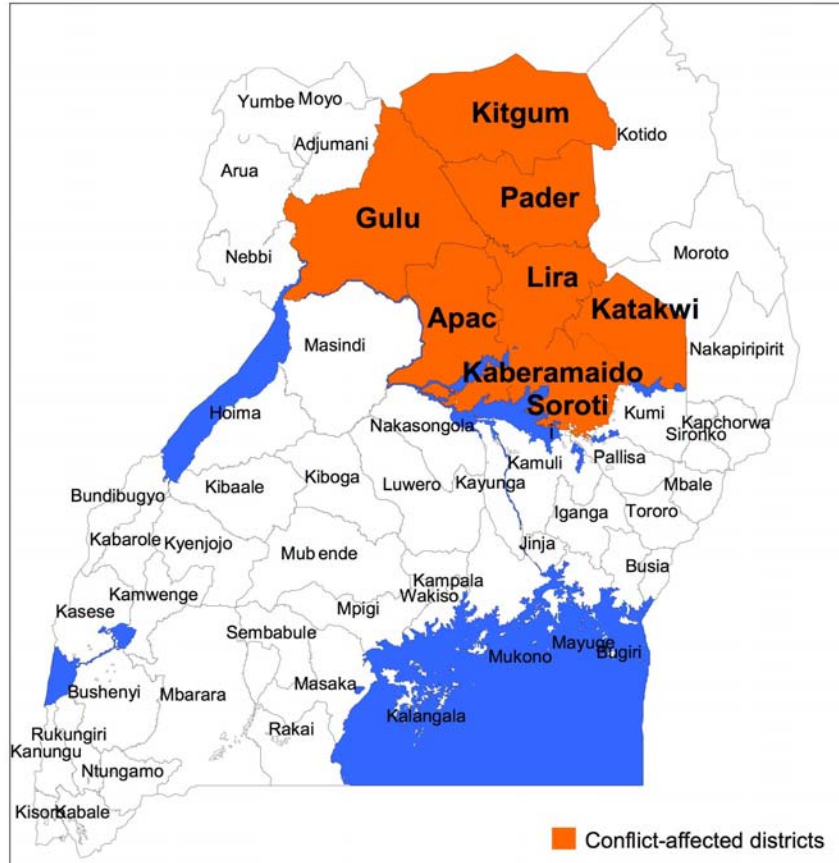 Yumbe
Moyo
Kitgum
Kotido
Adjumani
Arua
Pader
Gulu
Nebbi
Moroto
Lira
Katakwi
Apac
Masindi
Nakapiripirit
Kaberamaido
Soroti
Hoima
Kumi
Nakasongola
Kapchorwa
i
Sironko
Kamuli
Pallisa
Kiboga
Luwero
Kayunga
Kibaale
Mbale
Bundibugyo
Iganga
Tororo
Kabarole
Kyenjojo
Mub ende
Jinja
Busia
Kampala
Kamwenge
Wakiso
Kasese
Mpigi
Sembabule
Mayuge
Mukono
Bugiri
Masaka
Bushenyi
Mbarara
Kalangala
Rakai
Rukungiri
Kanungu
Ntungamo
Kisoro
Kabale
Conflict-affected districts